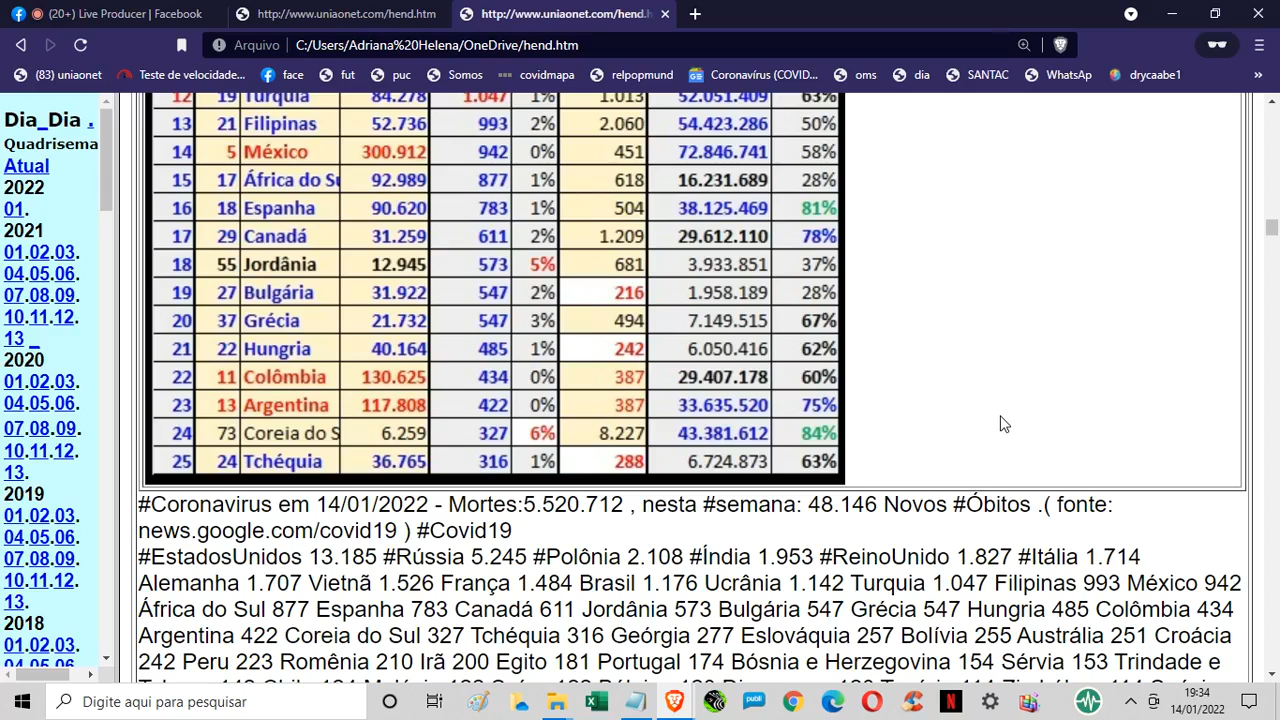 (20+) Live Producer | Facebook
http://www.uniaonet.com/hend.htm
http://www.uniaonet.com/hend.h
Arquivo
C:/Users/Adriana%20Helena/OneDrive/hend.htm
(83) uniaonet
Teste de velocidade...
face
fut
puc
Somos
covidmapa
relpopmund
Coronavírus (COVID...
oms
dia
SANTAC
WhatsApp
drycaabe1
»
Dia_Dia .
Quadrisema
Atual
2022
01.
2021
01.02.03.
04.05.06.
07.08.09.
10.11.12.
13 _
2020
01.02.03.
04.05.06.
07.08.09.
10.11.12.
13.
2019
01.02.03.
04.05.06.
07.08.09.
10.11.12.
13.
2018
01.02.03.
04.05.06.
12 19 Turquia 84.278 1.047 1% 1.013 52.051.409 63%
13 21 Filipinas 52.736 993 2% 2.060 54.423.286 50%
14 5 México 300.912 942 0% 451 72.846.741 58%
15 17 África do Su 92.989 877 1% 618 16.231.689 28%
16 18 Espanha 90.620 783 1% 504 38.125.469 81%
17 29 Canadá 31.259 611 2% 1.209 29.612.110 78%
18 55 Jordânia 12.945 573 5% 681 3.933.851 37%
19 27 Bulgária 31.922 547 2% 216 1.958.189 28%
20 37 Grécia 21.732 547 3% 494 7.149.515 67%
21 22 Hungria 40.164 485 1% 242 6.050.416 62%
22 11 Colômbia 130.625 434 0% 387 29.407.178 60%
23 13 Argentina 117.808 422 0% 387 33.635.520 75%
24 73 Coreia do S 6.259 327 6% 8.227 43.381.612 84%
25 24 Tchéquia 36.765 316 1% 288 6.724.873 63%
#Coronavirus em 14/01/2022 - Mortes:5.520.712 , nesta #semana: 48.146 Novos #Óbitos .( fonte:
news.google.com/covid19 ) #Covid19
#EstadosUnidos 13.185 #Rússia 5.245 #Polônia 2.108 #Índia 1.953 #ReinoUnido 1.827 #Itália 1.714
Alemanha 1.707 Vietnã 1.526 França 1.484 Brasil 1.176 Ucrânia 1.142 Turquia 1.047 Filipinas 993 México 942
África do Sul 877 Espanha 783 Canadá 611 Jordânia 573 Bulgária 547 Grécia 547 Hungria 485 Colômbia 434
Argentina 422 Coreia do Sul 327 Tchéquia 316 Geórgia 277 Eslováquia 257 Bolívia 255 Austrália 251 Croácia
242 Peru 223 Romênia 210 Irã 200 Egito 181 Portugal 174 Bósnia e Herzegovina 154 Sérvia 153 Trindade e
Digite aqui para pesquisar
publi
19:34
14/01/2022